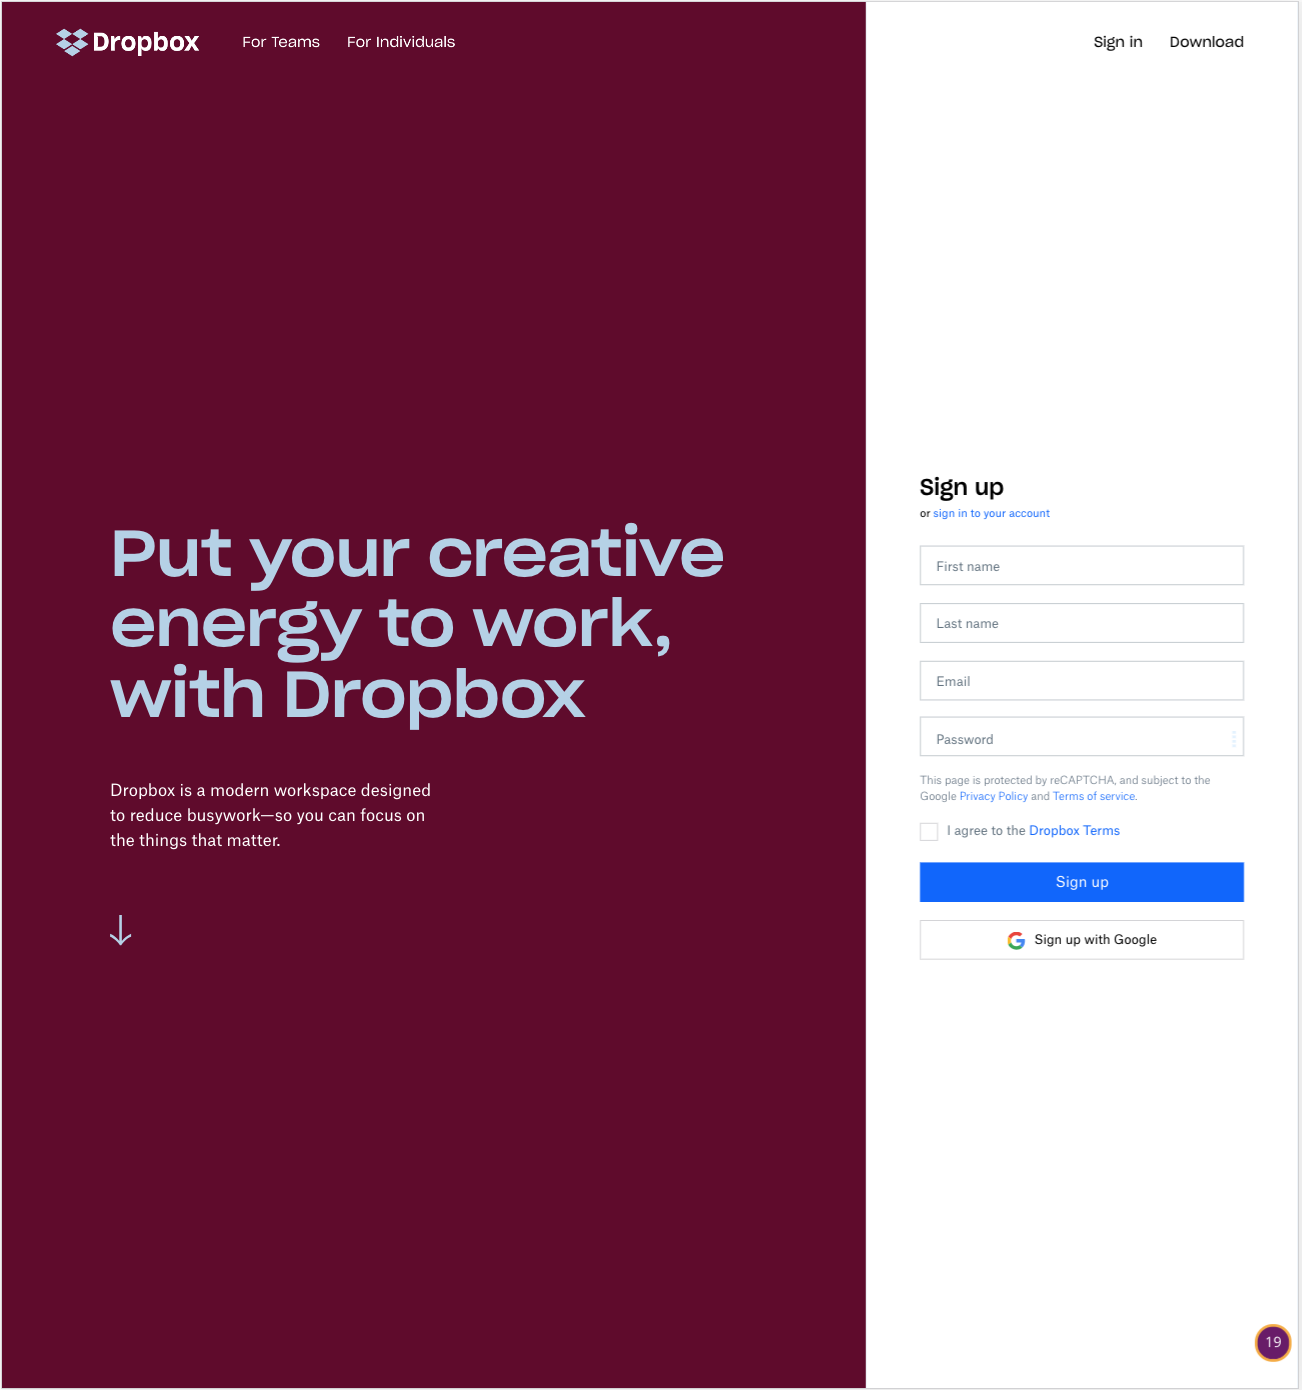 Dropbox
For Teams
For Individuals
Sign in
Download
Put your creative
energy to work,
with Dropbox
Dropbox is a modern workspace designed
to reduce busywork—so you can focus on
the things that matter.
Sign up
or sign in to your account
First name
Last name
Email
Password
This page is protected by reCAPTCHA, and subject to the
Google Privacy Policy and Terms of service.
I agree to the Dropbox Terms
Sign up
Sign up with Google
19